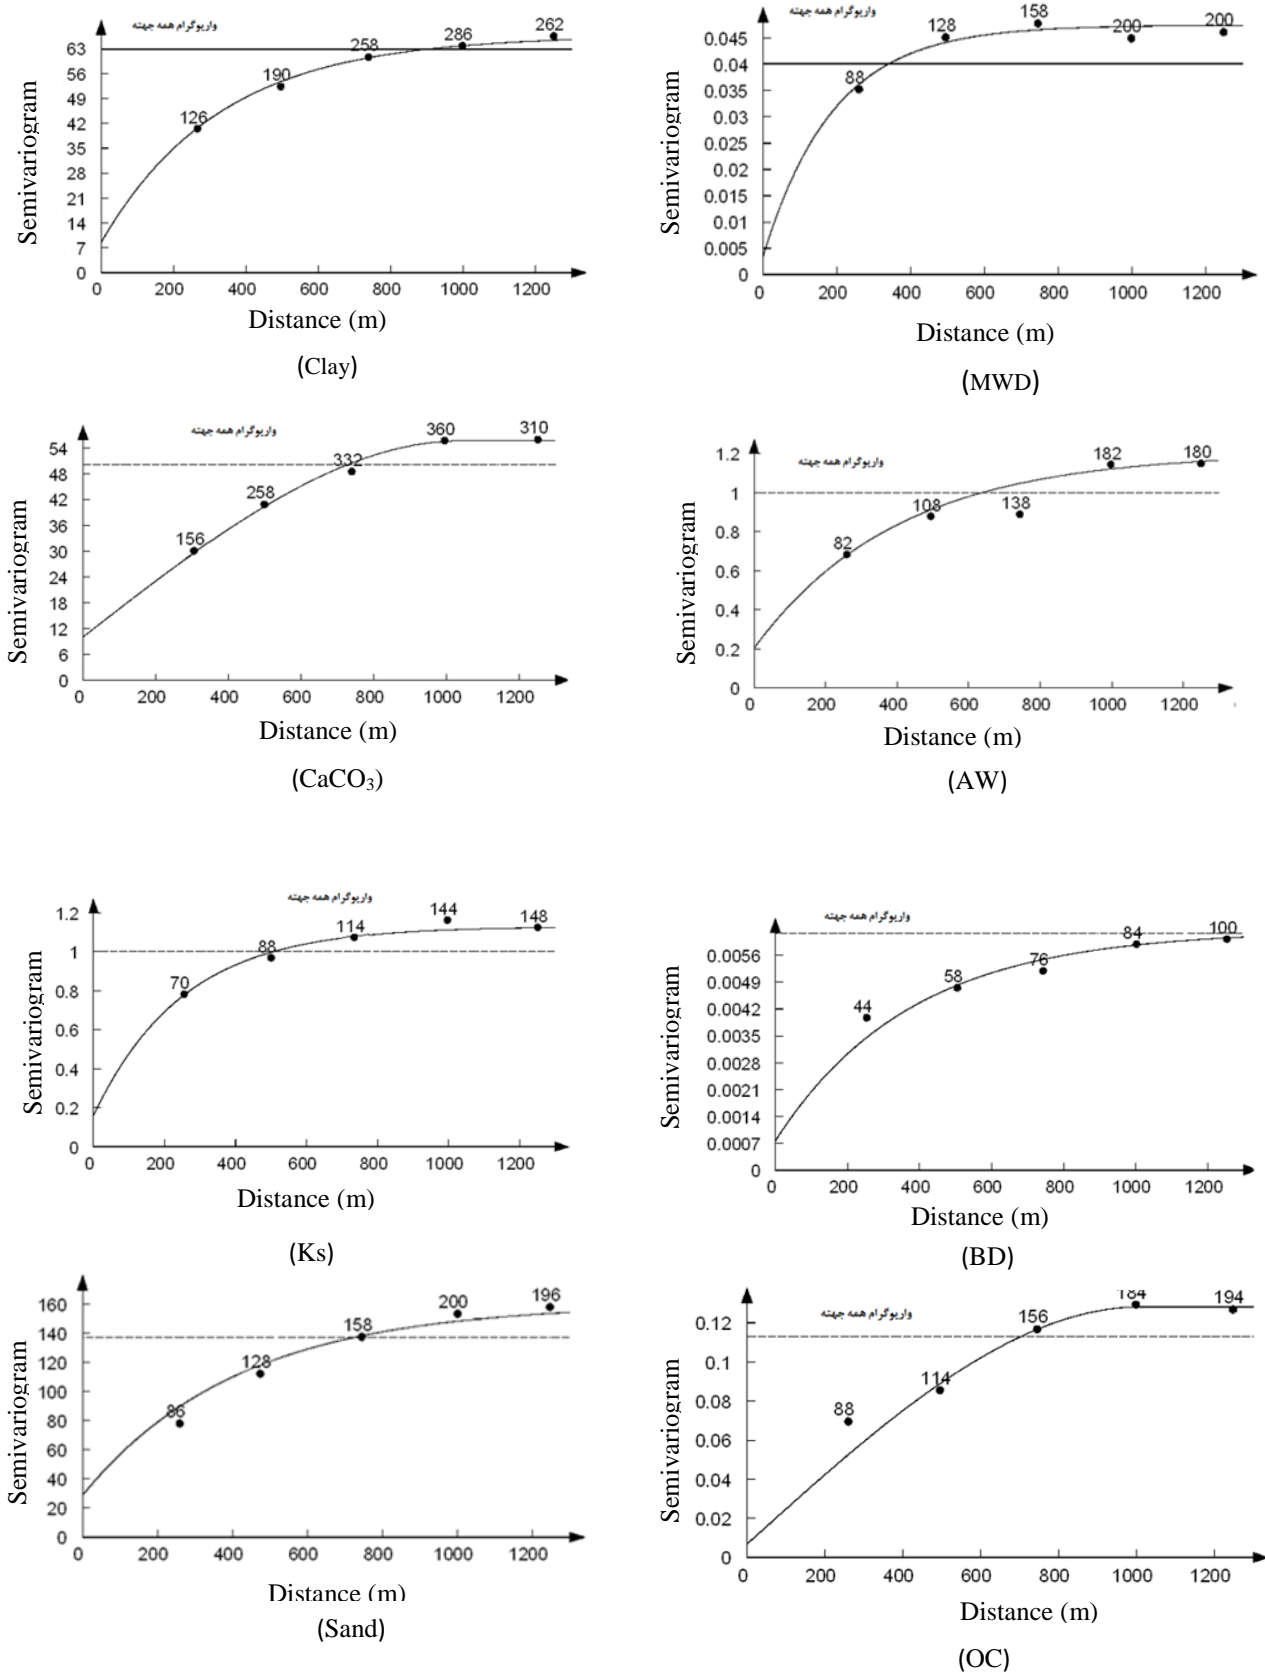 واریوگرام همه جهته
Semivariogram
63
56
49
42
35
28
21
14
7
0
126
190
258
286
262
0 200 400 600 800 1000 1200
Distance (m)
(Clay)
واریوگرام همه جهته
Semivariogram
0.045
0.04
0.035
0.03
0.025
0.02
0.015
0.01
0.005
0
88
128
158
200
200
0 200 400 600 800 1000 1200
Distance (m)
(MWD)
واریوگرام همه جهته
Semivariogram
54
48
42
36
30
24
18
12
6
0
156
258
332
360
310
0 200 400 600 800 1000 1200
Distance (m)
(CaCO₃)
واریوگرام همه جهته
Semivariogram
1.2
1
0.8
0.6
0.4
0.2
0
82
108
138
182
180
0 200 400 600 800 1000 1200
Distance (m)
(AW)
واریوگرام همه جهته
Semivariogram
1.2
1
0.8
0.6
0.4
0.2
0
70
88
114
144
148
0 200 400 600 800 1000 1200
Distance (m)
(Ks)
واریوگرام همه جهته
Semivariogram
0.0056
0.0049
0.0042
0.0035
0.0028
0.0021
0.0014
0.0007
0
44
58
76
84
100
0 200 400 600 800 1000 1200
Distance (m)
(BD)
Semivariogram
160
140
120
100
80
60
40
20
0
86
128
158
200
196
0 200 400 600 800 1000 1200
Distance (m)
(Sand)
واریوگرام همه جهته
Semivariogram
0.12
0.1
0.08
0.06
0.04
0.02
0
88
114
156
184
194
0 200 400 600 800 1000 1200
Distance (m)
(OC)